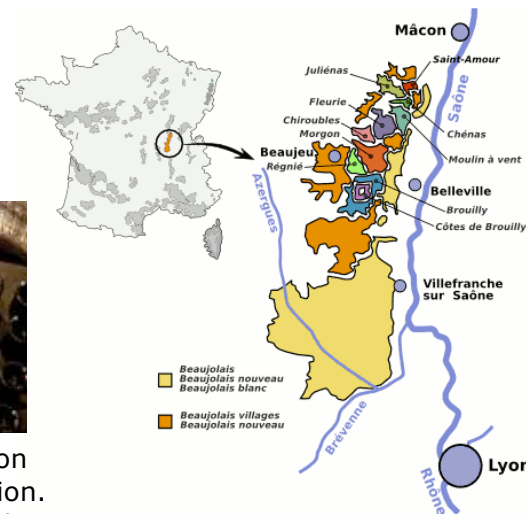 Mâcon
Saint-Amour
Juliénas
Saône
Fleurie
Chiroubles
Chénas
Morgon
Moulin à vent
Beaujeu
Régnié
Azergues
Belleville
Brouilly
Côtes de Brouilly
Villefranche
sur Saône
Beaujolais
Beaujolais nouveau
Beaujolais blanc
Beaujolais villages
Beaujolais nouveau
Brévenne
on
ion.
Lyon
Rhône